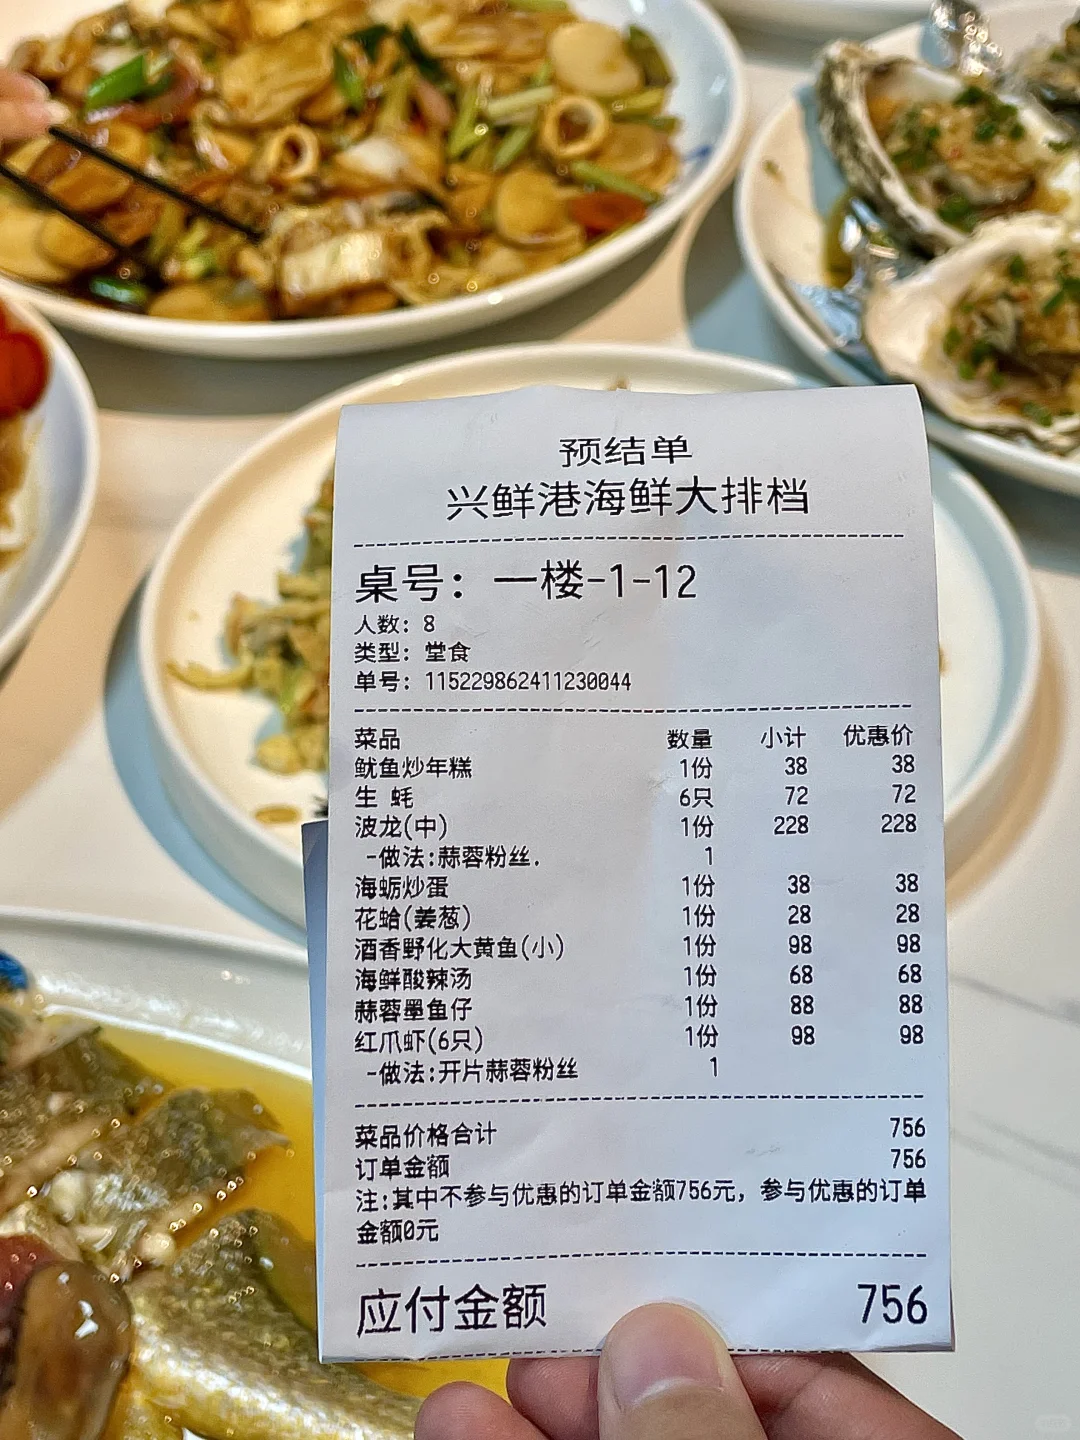 预结单
兴鲜港海鲜大排档
桌号：一楼-1-12
人数：8
类型：堂食
单号：115229862411230044
菜品 数量 小计 优惠价
鱿鱼炒年糕 1份 38 38
生 蚝 6只 72 72
波龙(中) 1份 228 228
-做法:蒜蓉粉丝. 1
海蛎炒蛋 1份 38 38
花蛤(姜葱) 1份 28 28
酒香野化大黄鱼(小) 1份 98 98
海鲜酸辣汤 1份 68 68
蒜蓉墨鱼仔 1份 88 88
红爪虾(6只) 1份 98 98
-做法:开片蒜蓉粉丝 1
菜品价格合计 756
订单金额 756
注:其中不参与优惠的订单金额756元，参与优惠的订单
金额0元
应付金额 756